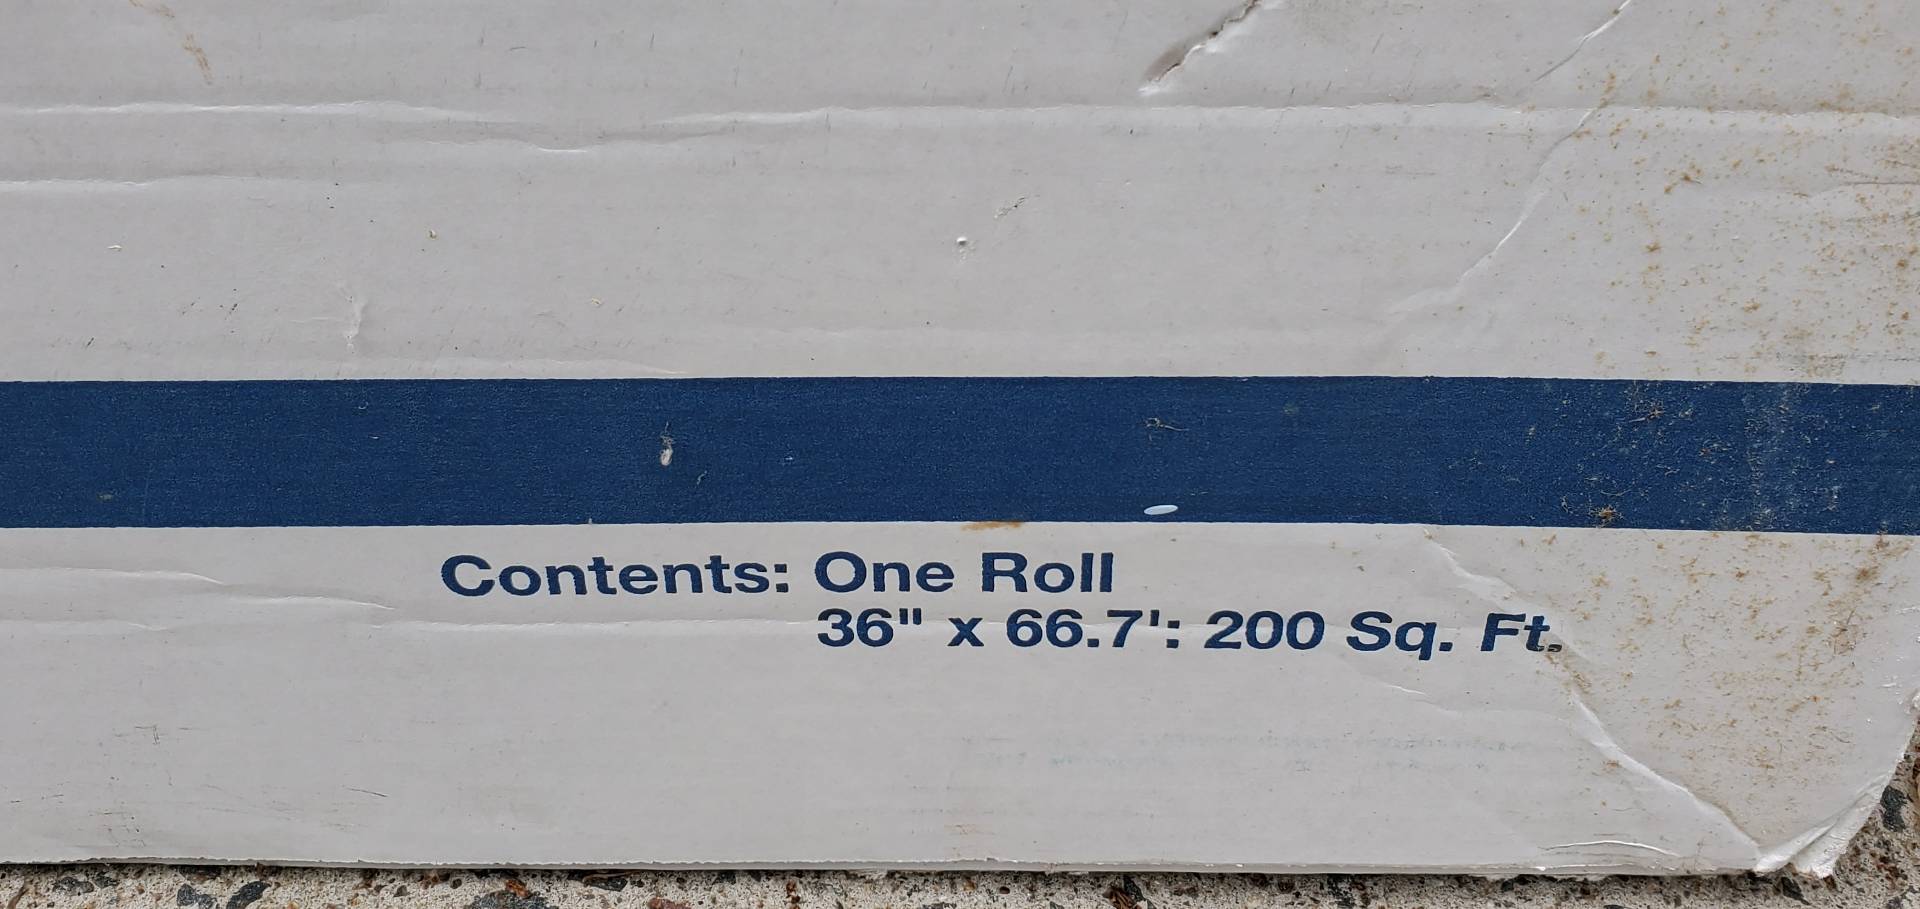 Contents: One Roll
36" x 66.7': 200 Sq. Ft.